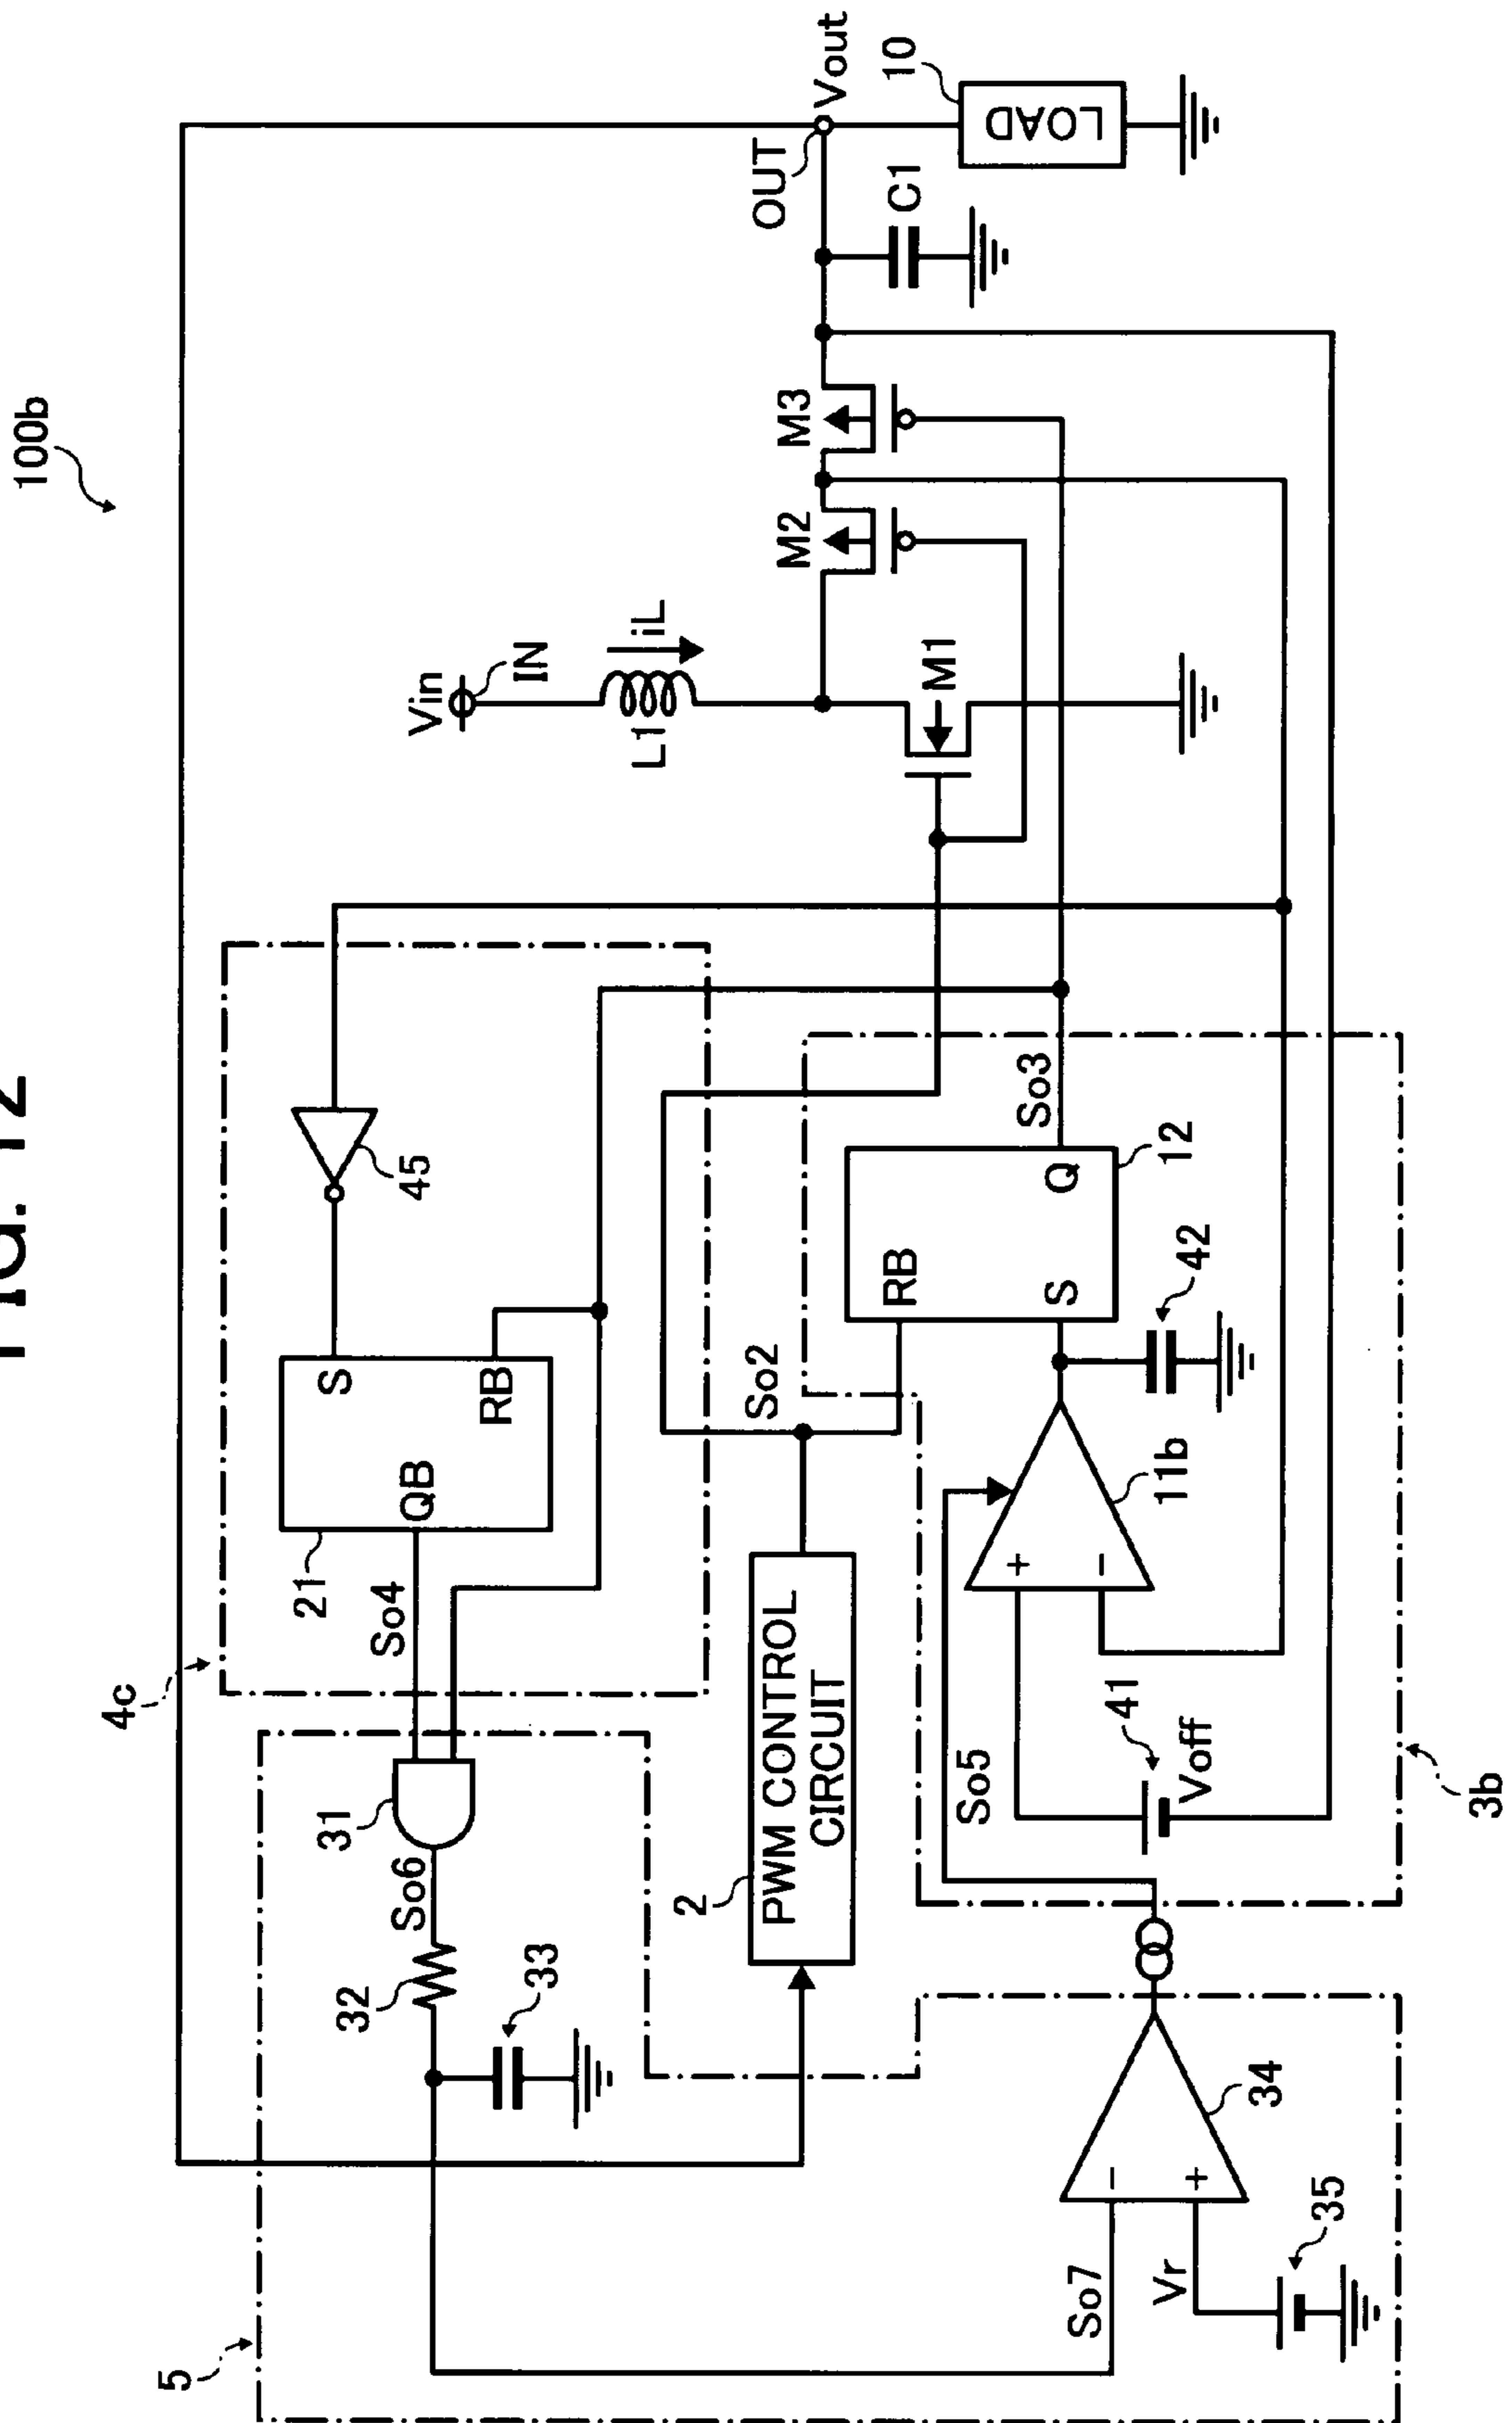 FIG. 12
100b
Vin
IN
L1
iL
M1
M2
M3
OUT
Vout
C1
10
LOAD
4c
21
S
RB
QB
So4
45
5
31
So6
32
33
2
PWM CONTROL
CIRCUIT
So2
RB
S
Q
So3
12
42
11b
+
−
So5
41
Voff
3b
34
−
+
So7
Vr
35